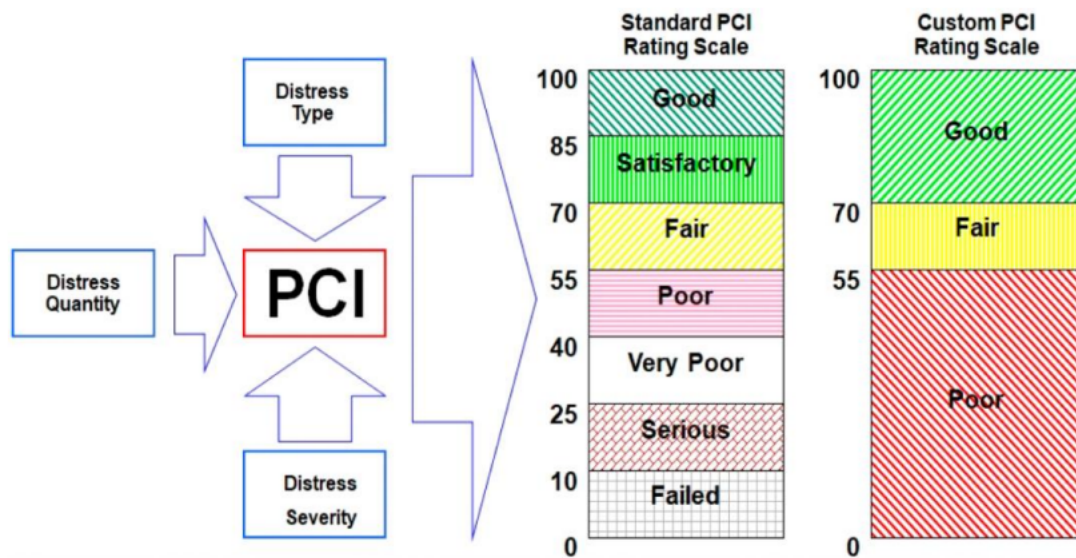 Distress
Type
Distress
Quantity
PCI
Distress
Severity
Standard PCI
Rating Scale
100
Good
85
Satisfactory
70
Fair
55
Poor
40
Very Poor
25
Serious
10
Failed
0
Custom PCI
Rating Scale
100
Good
70
Fair
55
Poor
0